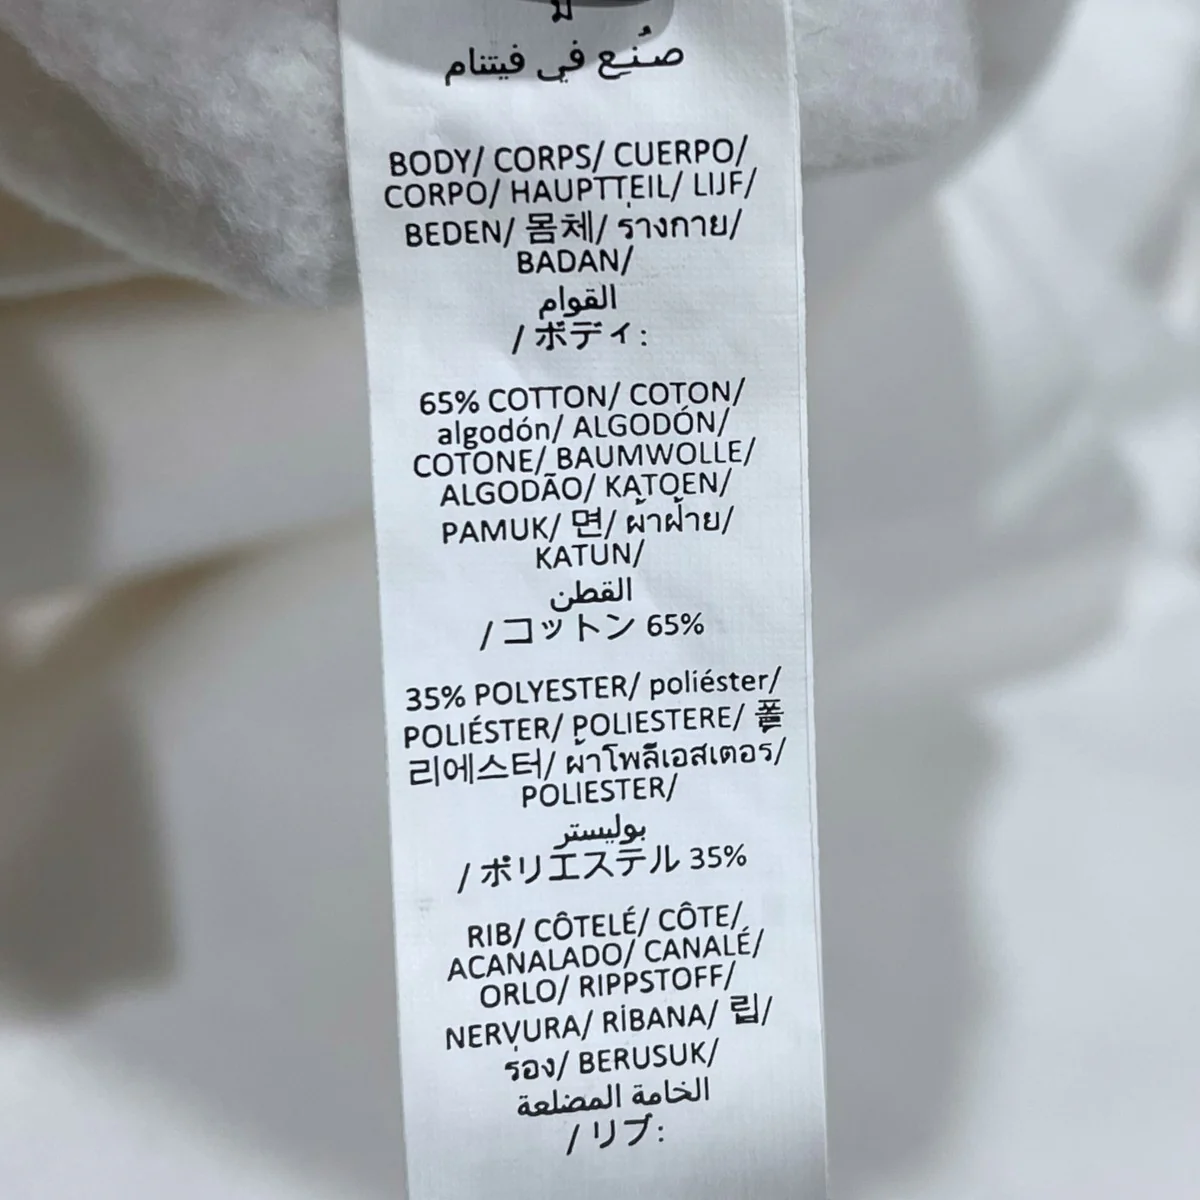 صُنع في فيتنام
BODY/ CORPS/ CUERPO/
CORPO/ HAUPTTEIL/ LIJF/
BEDEN/ 몸체/ ร่างกาย/
BADAN/
القوام
/ ボディ:
65% COTTON/ COTON/
algodón/ ALGODÓN/
COTONE/ BAUMWOLLE/
ALGODÃO/ KATOEN/
PAMUK/ 면/ ผ้าฝ้าย/
KATUN/
القطن
/ コットン 65%
35% POLYESTER/ poliéster/
POLIÉSTER/ POLIESTERE/ 폴
리에스터/ ผ้าโพลีเอสเตอร์/
POLIESTER/
بوليستر
/ ポリエステル 35%
RIB/ CÔTELÉ/ CÔTE/
ACANALADO/ CANALÉ/
ORLO/ RIPPSTOFF/
NERVURA/ RİBANA/ 립/
ร่อง/ BERUSUK/
الخامة المضلعة
/ リブ: